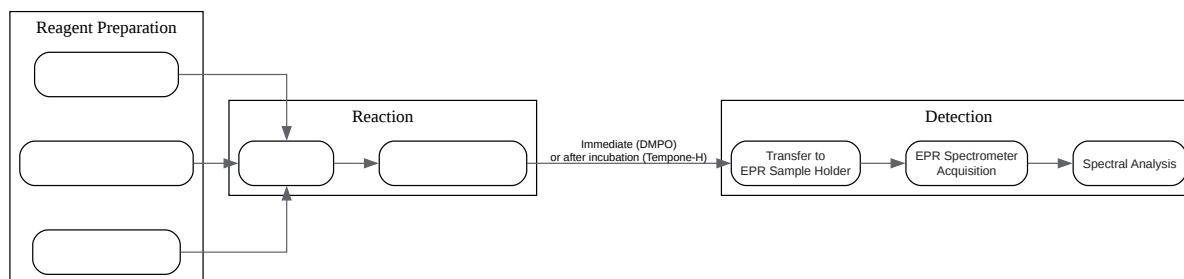 Reagent Preparation
Reaction
Immediate (DMPO)
or after incubation (Tempone-H)
Detection
Transfer to
EPR Sample Holder
EPR Spectrometer
Acquisition
Spectral Analysis